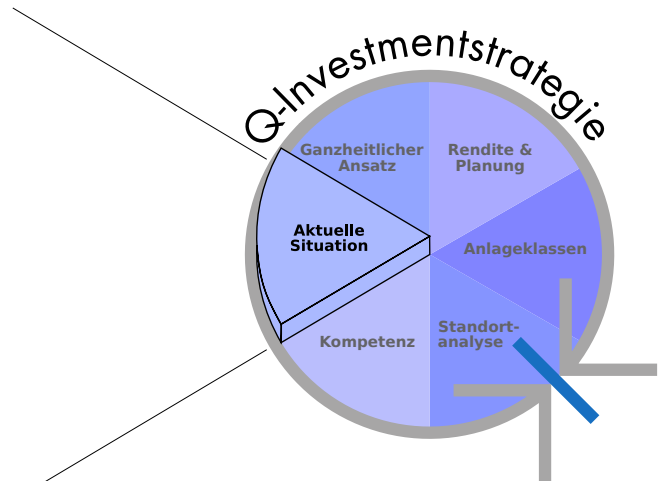 Q-Investmentstrategie
Ganzheitlicher
Ansatz
Rendite &
Planung
Aktuelle
Situation
Anlageklassen
Kompetenz
Standort-
analyse